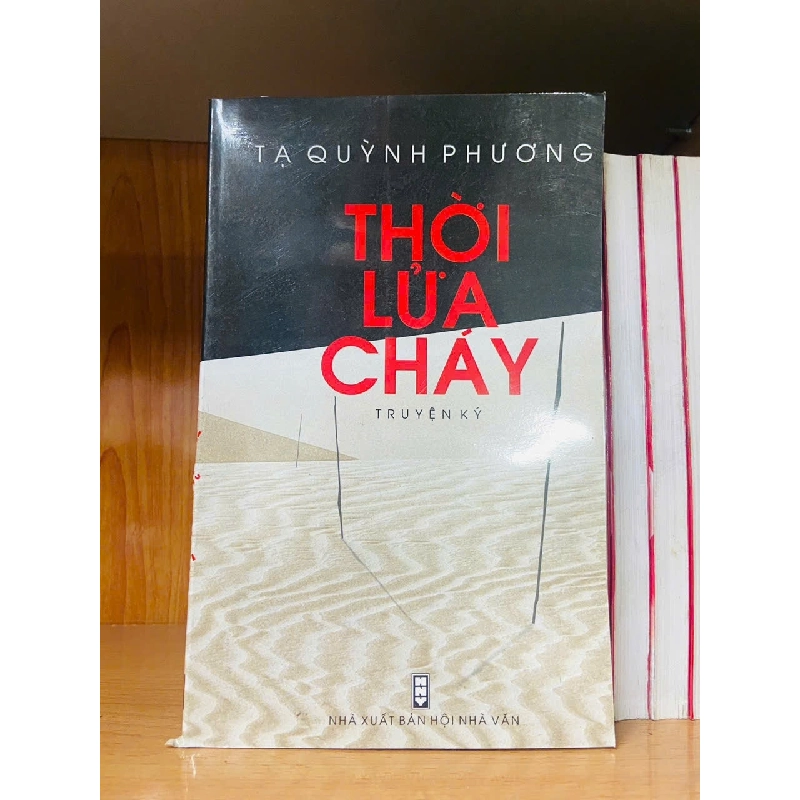 TẠ QUỲNH PHƯƠNG
THỜI
LỬA
CHÁY
TRUYỆN KÝ
NHÀ XUẤT BẢN HỘI NHÀ VĂN